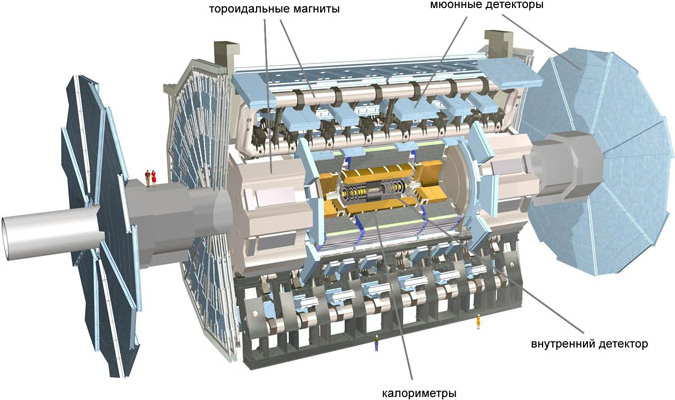 тороидальные магниты
мюонные детекторы
внутренний детектор
калориметры